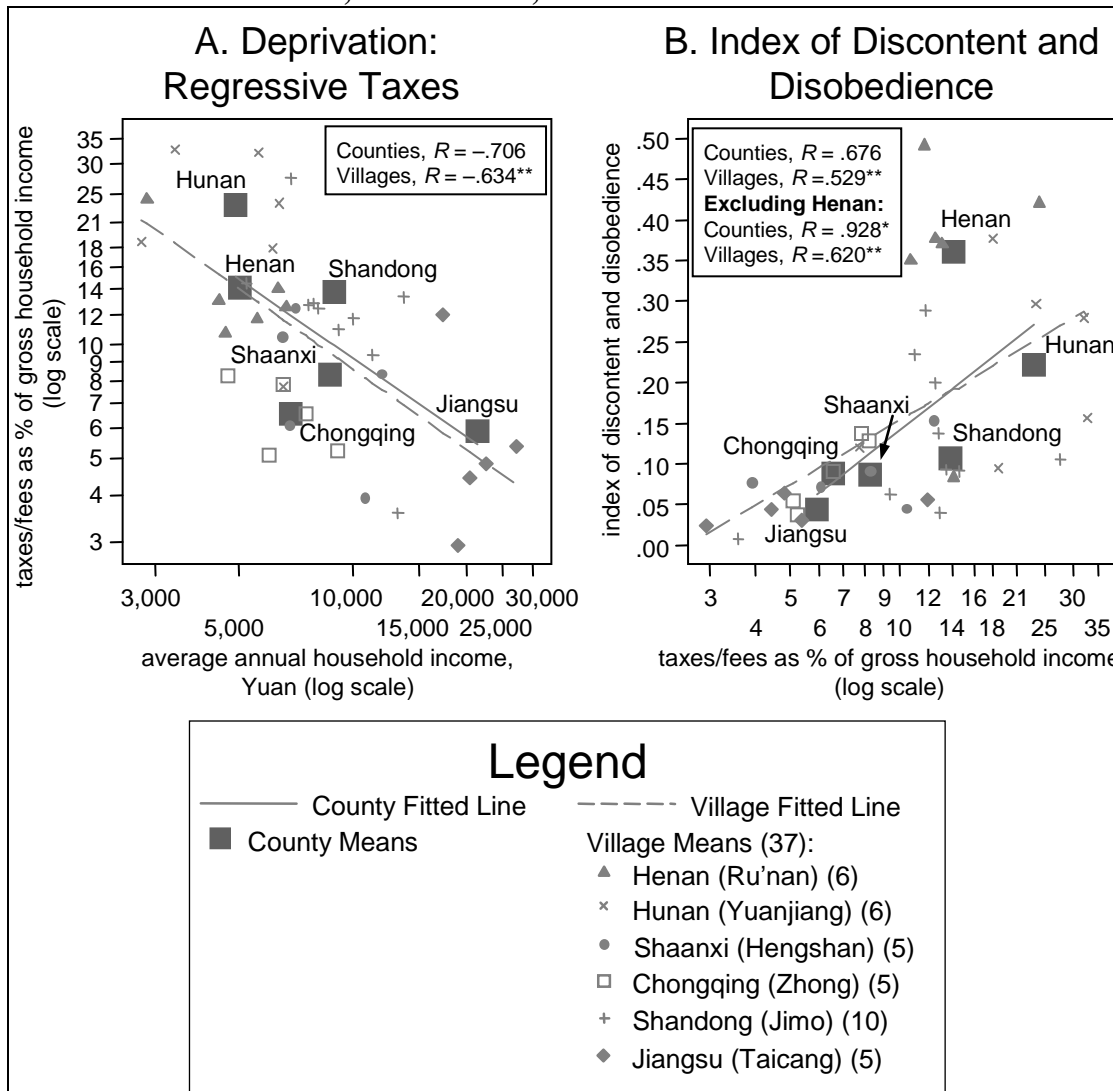 A. Deprivation:
Regressive Taxes
taxes/fees as % of gross household income
(log scale)
35
30
25
21
18
16
14
12
10
9
8
7
6
5
4
3
Counties, R = –.706
Villages, R = –.634**
Hunan
Henan
Shandong
Shaanxi
Jiangsu
Chongqing
3,000 10,000 20,000 30,000
5,000 15,000 25,000
average annual household income,
Yuan (log scale)
B. Index of Discontent and
Disobedience
index of discontent and disobedience
.50
.45
.40
.35
.30
.25
.20
.15
.10
.05
.00
Counties, R = .676
Villages, R =.529**
Excluding Henan:
Counties, R = .928*
Villages, R =.620**
Henan
Hunan
Shaanxi
Chongqing
Shandong
Jiangsu
3 5 7 9 12 16 21 30
4 6 8 10 14 18 25 35
taxes/fees as % of gross household income
(log scale)
Legend
County Fitted Line
Village Fitted Line
County Means
Village Means (37):
Henan (Ru'nan) (6)
Hunan (Yuanjiang) (6)
Shaanxi (Hengshan) (5)
Chongqing (Zhong) (5)
Shandong (Jimo) (10)
Jiangsu (Taicang) (5)